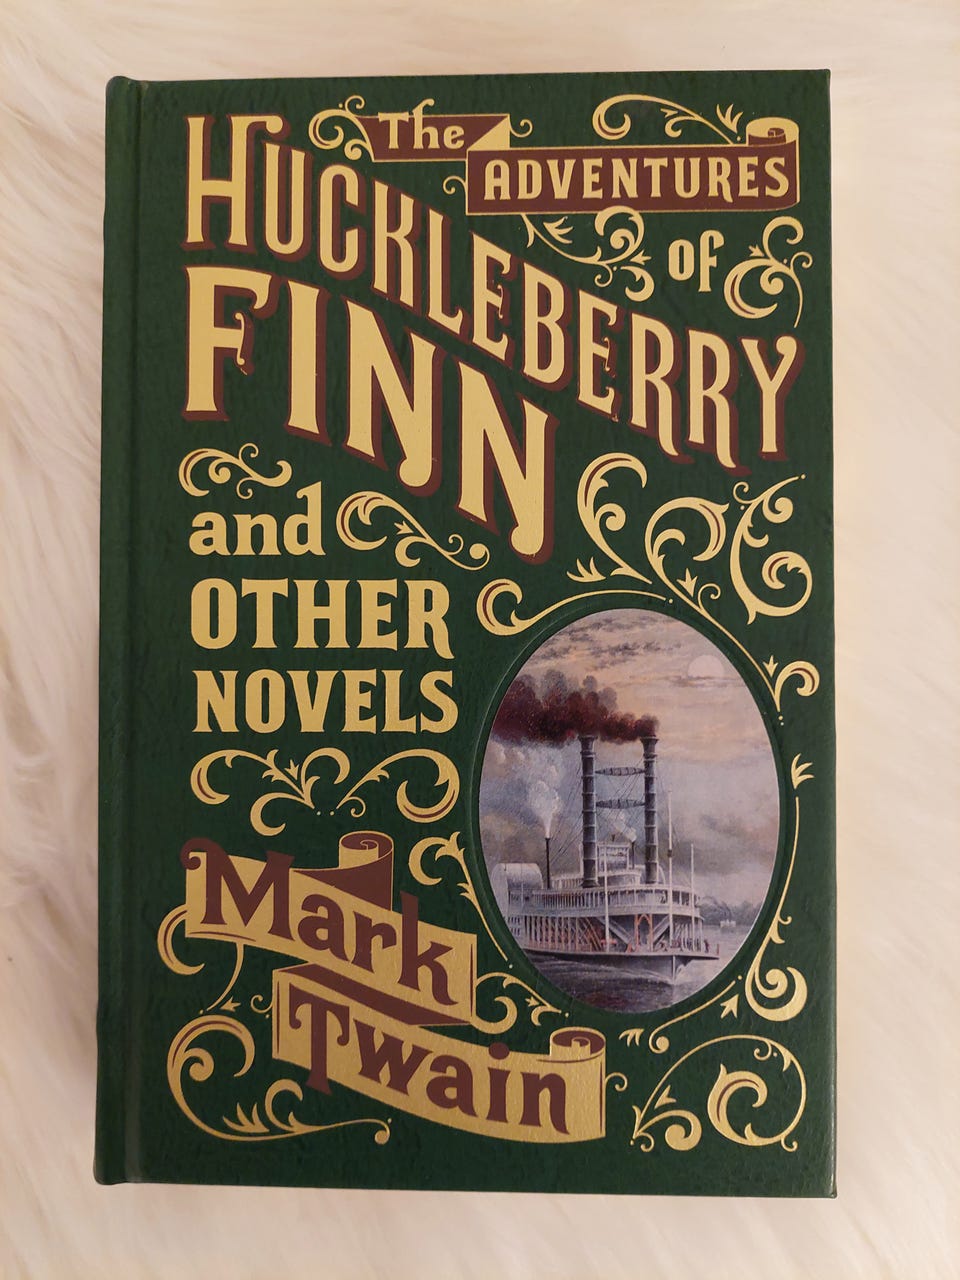 The
ADVENTURES
of
HUCKLEBERRY
FINN
and
OTHER
NOVELS
Mark
Twain